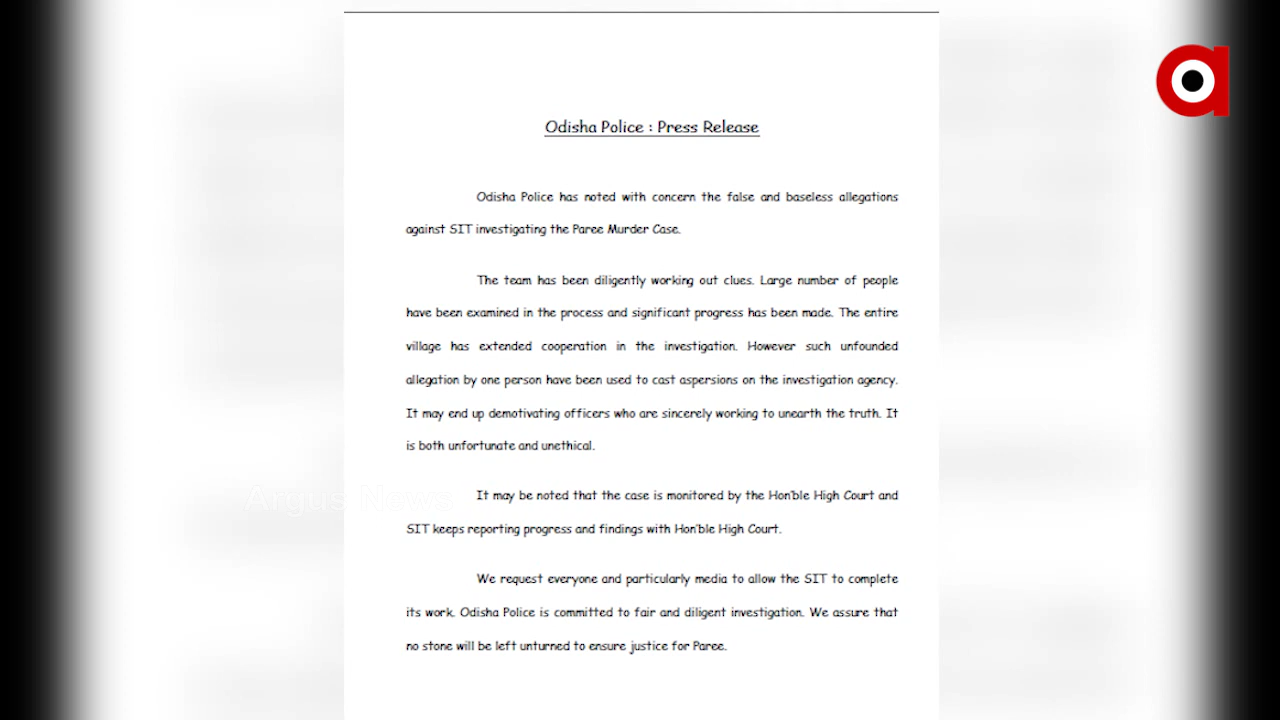 Odisha Police : Press Release
Odisha Police has noted with concern the false and baseless allegations
against SIT investigating the Paree Murder Case.
The team has been diligently working out clues. Large number of people
have been examined in the process and significant progress has been made. The entire
village has extended cooperation in the investigation. However such unfounded
allegation by one person have been used to cast aspersions on the investigation agency.
It may end up demotivating officers who are sincerely working to unearth the truth. It
is both unfortunate and unethical.
Argus News
It may be noted that the case is monitored by the Hon'ble High Court and
SIT keeps reporting progress and findings with Hon'ble High Court.
We request everyone and particularly media to allow the SIT to complete
its work. Odisha Police is committed to fair and diligent investigation. We assure that
no stone will be left unturned to ensure justice for Paree.